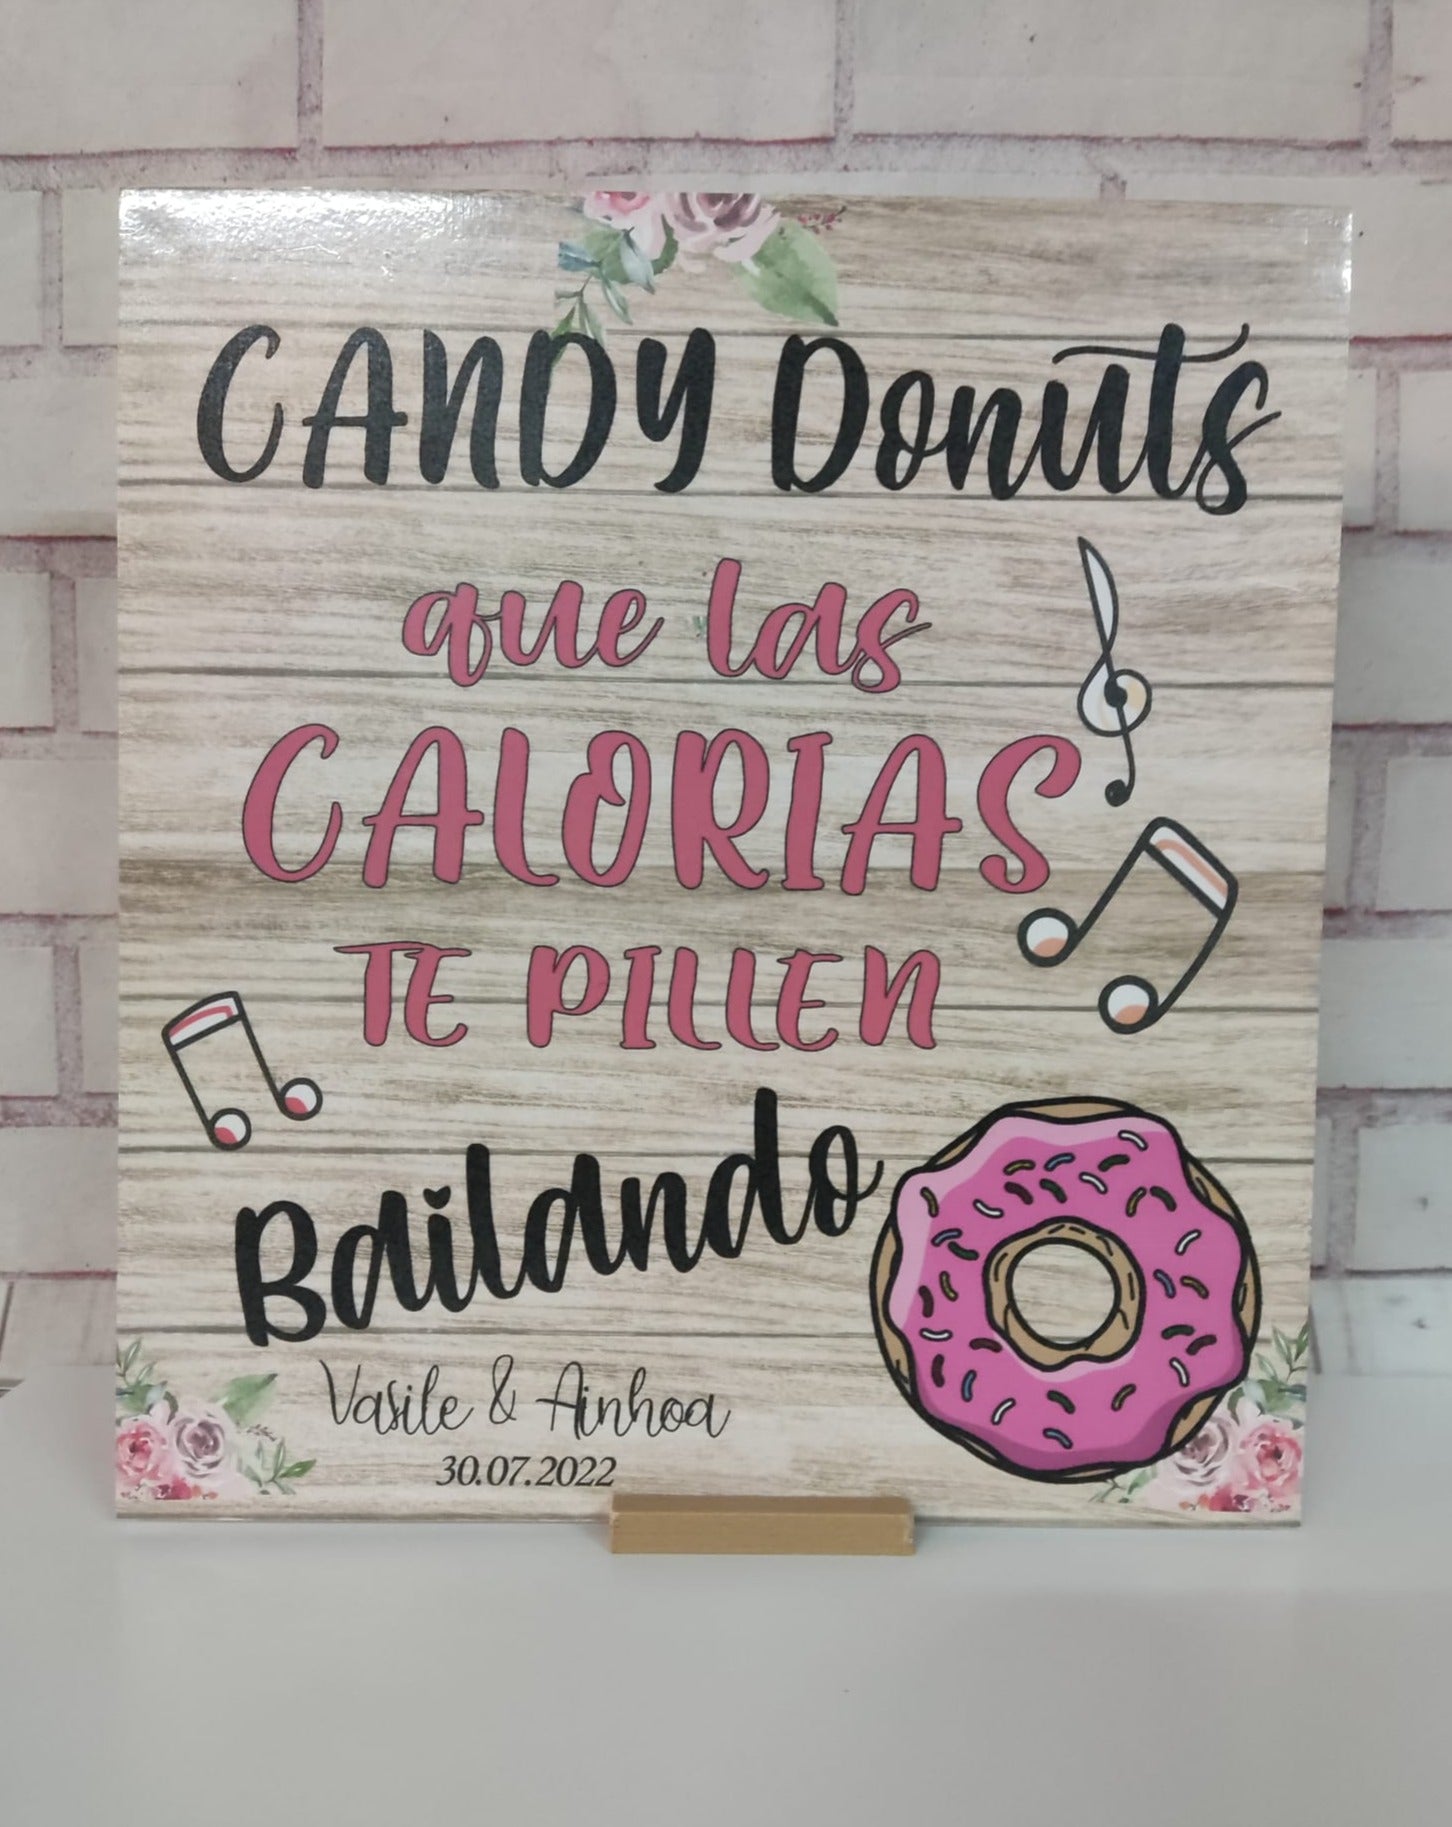 CANDY Donuts
que las
CALORIAS
TE PILLEN
Bailando
Vasile & Ainhoa
30.07.2022